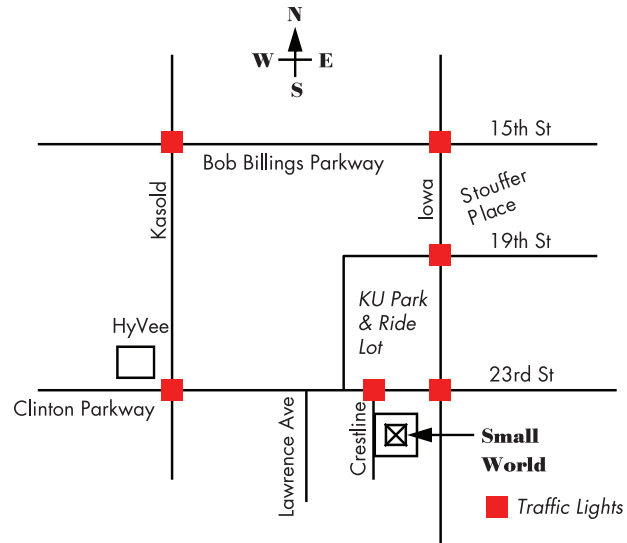 N
W E
S
15th St
Bob Billings Parkway
Kasold
Iowa
Stouffer
Place
19th St
KU Park
& Ride
Lot
HyVee
23rd St
Clinton Parkway
Lawrence Ave
Crestline
Small
World
Traffic Lights